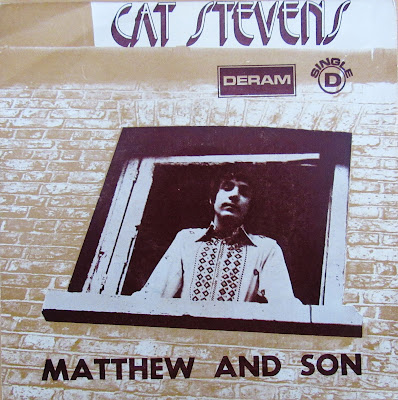 CAT STEVENS
DERAM
SINGLE
D
MATTHEW AND SON